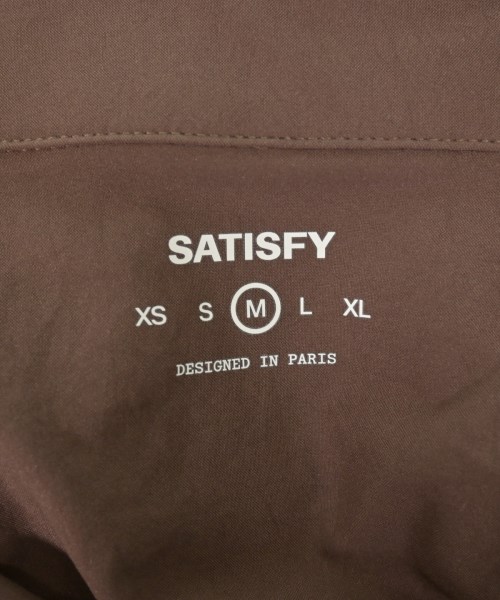 SATISFY
XS S M L XL
DESIGNED IN PARIS